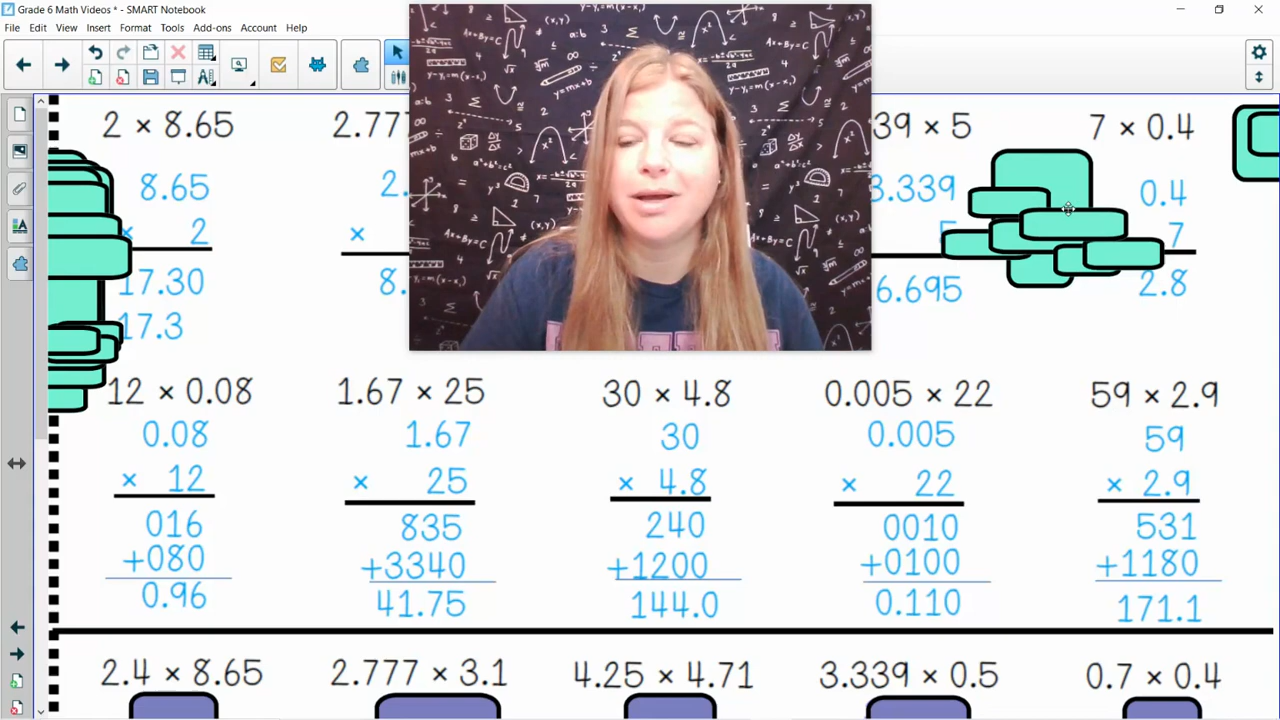 Grade 6 Math Videos * - SMART Notebook
File Edit View Insert Format Tools Add-ons Account Help
2 × 8.65
8.65
2
17.30
17.3
2.777
2.
×
8.
39 × 5
3.339
6.695
7 × 0.4
0.4
7
2.8
12 × 0.08
0.08
× 12
016
+080
0.96
1.67 × 25
1.67
× 25
835
+3340
41.75
30 × 4.8
30
× 4.8
240
+1200
144.0
0.005 × 22
0.005
× 22
0010
+0100
0.110
59 × 2.9
59
× 2.9
531
+1180
171.1
2.4 × 8.65
2.777 × 3.1
4.25 × 4.71
3.339 × 0.5
0.7 × 0.4